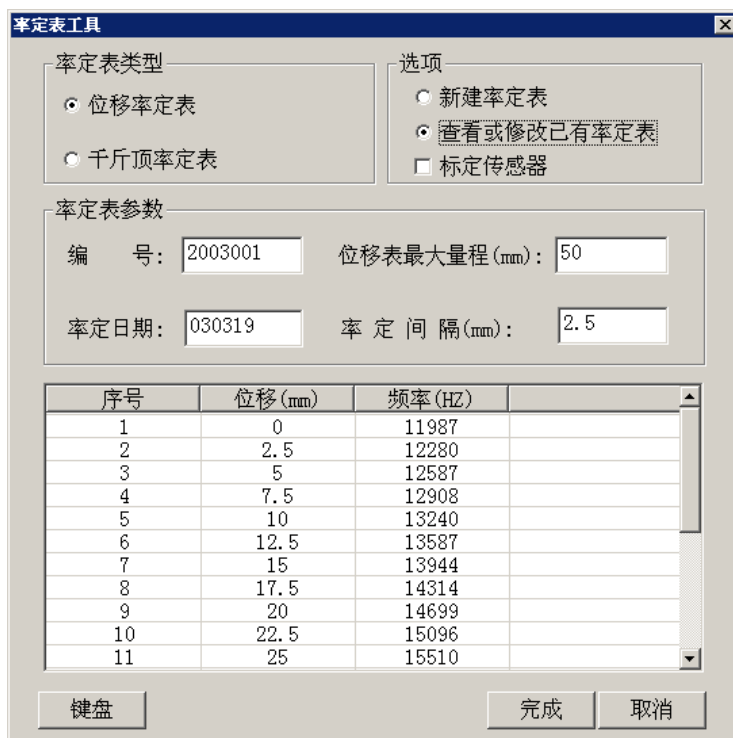 率定表工具
率定表类型
位移率定表
千斤顶率定表
选项
新建率定表
查看或修改已有率定表
标定传感器
率定表参数
编 号: 2003001 位移表最大量程(mm): 50
率定日期: 030319 率 定 间 隔(mm): 2.5
序号 位移(mm) 频率(HZ)
1 0 11987
2 2.5 12280
3 5 12587
4 7.5 12908
5 10 13240
6 12.5 13587
7 15 13944
8 17.5 14314
9 20 14699
10 22.5 15096
11 25 15510
键盘 完成 取消